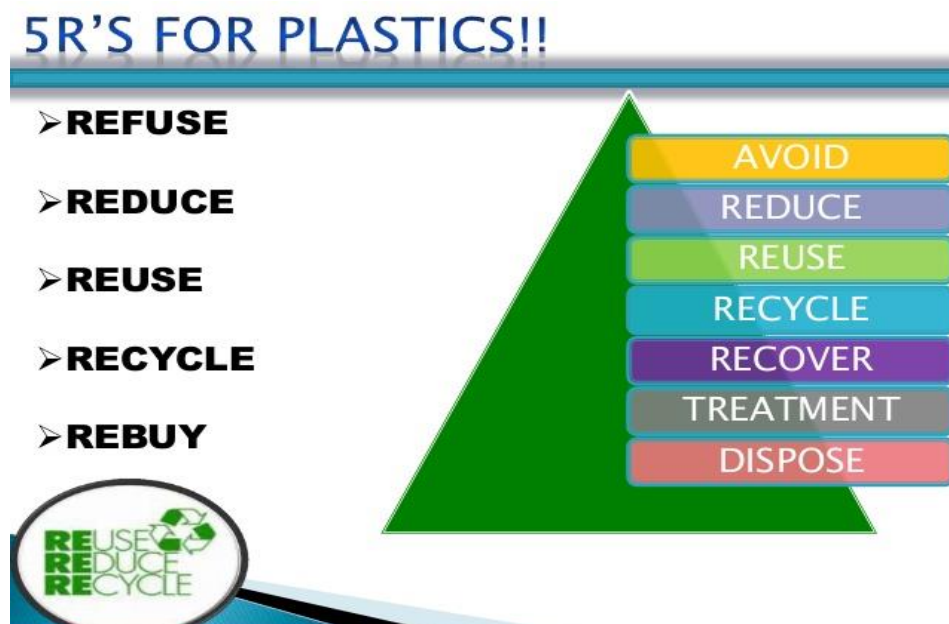 5R'S FOR PLASTICS!!
➢REFUSE
➢REDUCE
➢REUSE
➢RECYCLE
➢REBUY
AVOID
REDUCE
REUSE
RECYCLE
RECOVER
TREATMENT
DISPOSE
REUSE
REDUCE
RECYCLE